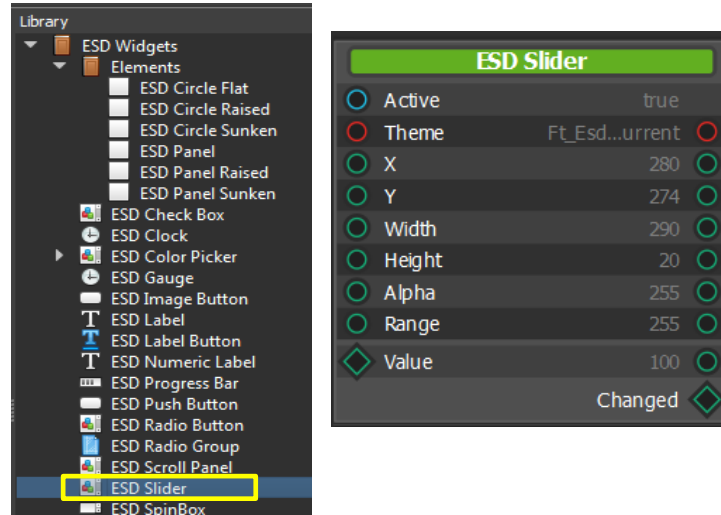 Library
ESD Widgets
Elements
ESD Circle Flat
ESD Circle Raised
ESD Circle Sunken
ESD Panel
ESD Panel Raised
ESD Panel Sunken
ESD Check Box
ESD Clock
ESD Color Picker
ESD Gauge
ESD Image Button
ESD Label
ESD Label Button
ESD Numeric Label
ESD Progress Bar
ESD Push Button
ESD Radio Button
ESD Radio Group
ESD Scroll Panel
ESD Slider
ESD SpinBox
ESD Slider
Active true
Theme Ft_Esd...urrent
X 280
Y 274
Width 290
Height 20
Alpha 255
Range 255
Value 100
Changed